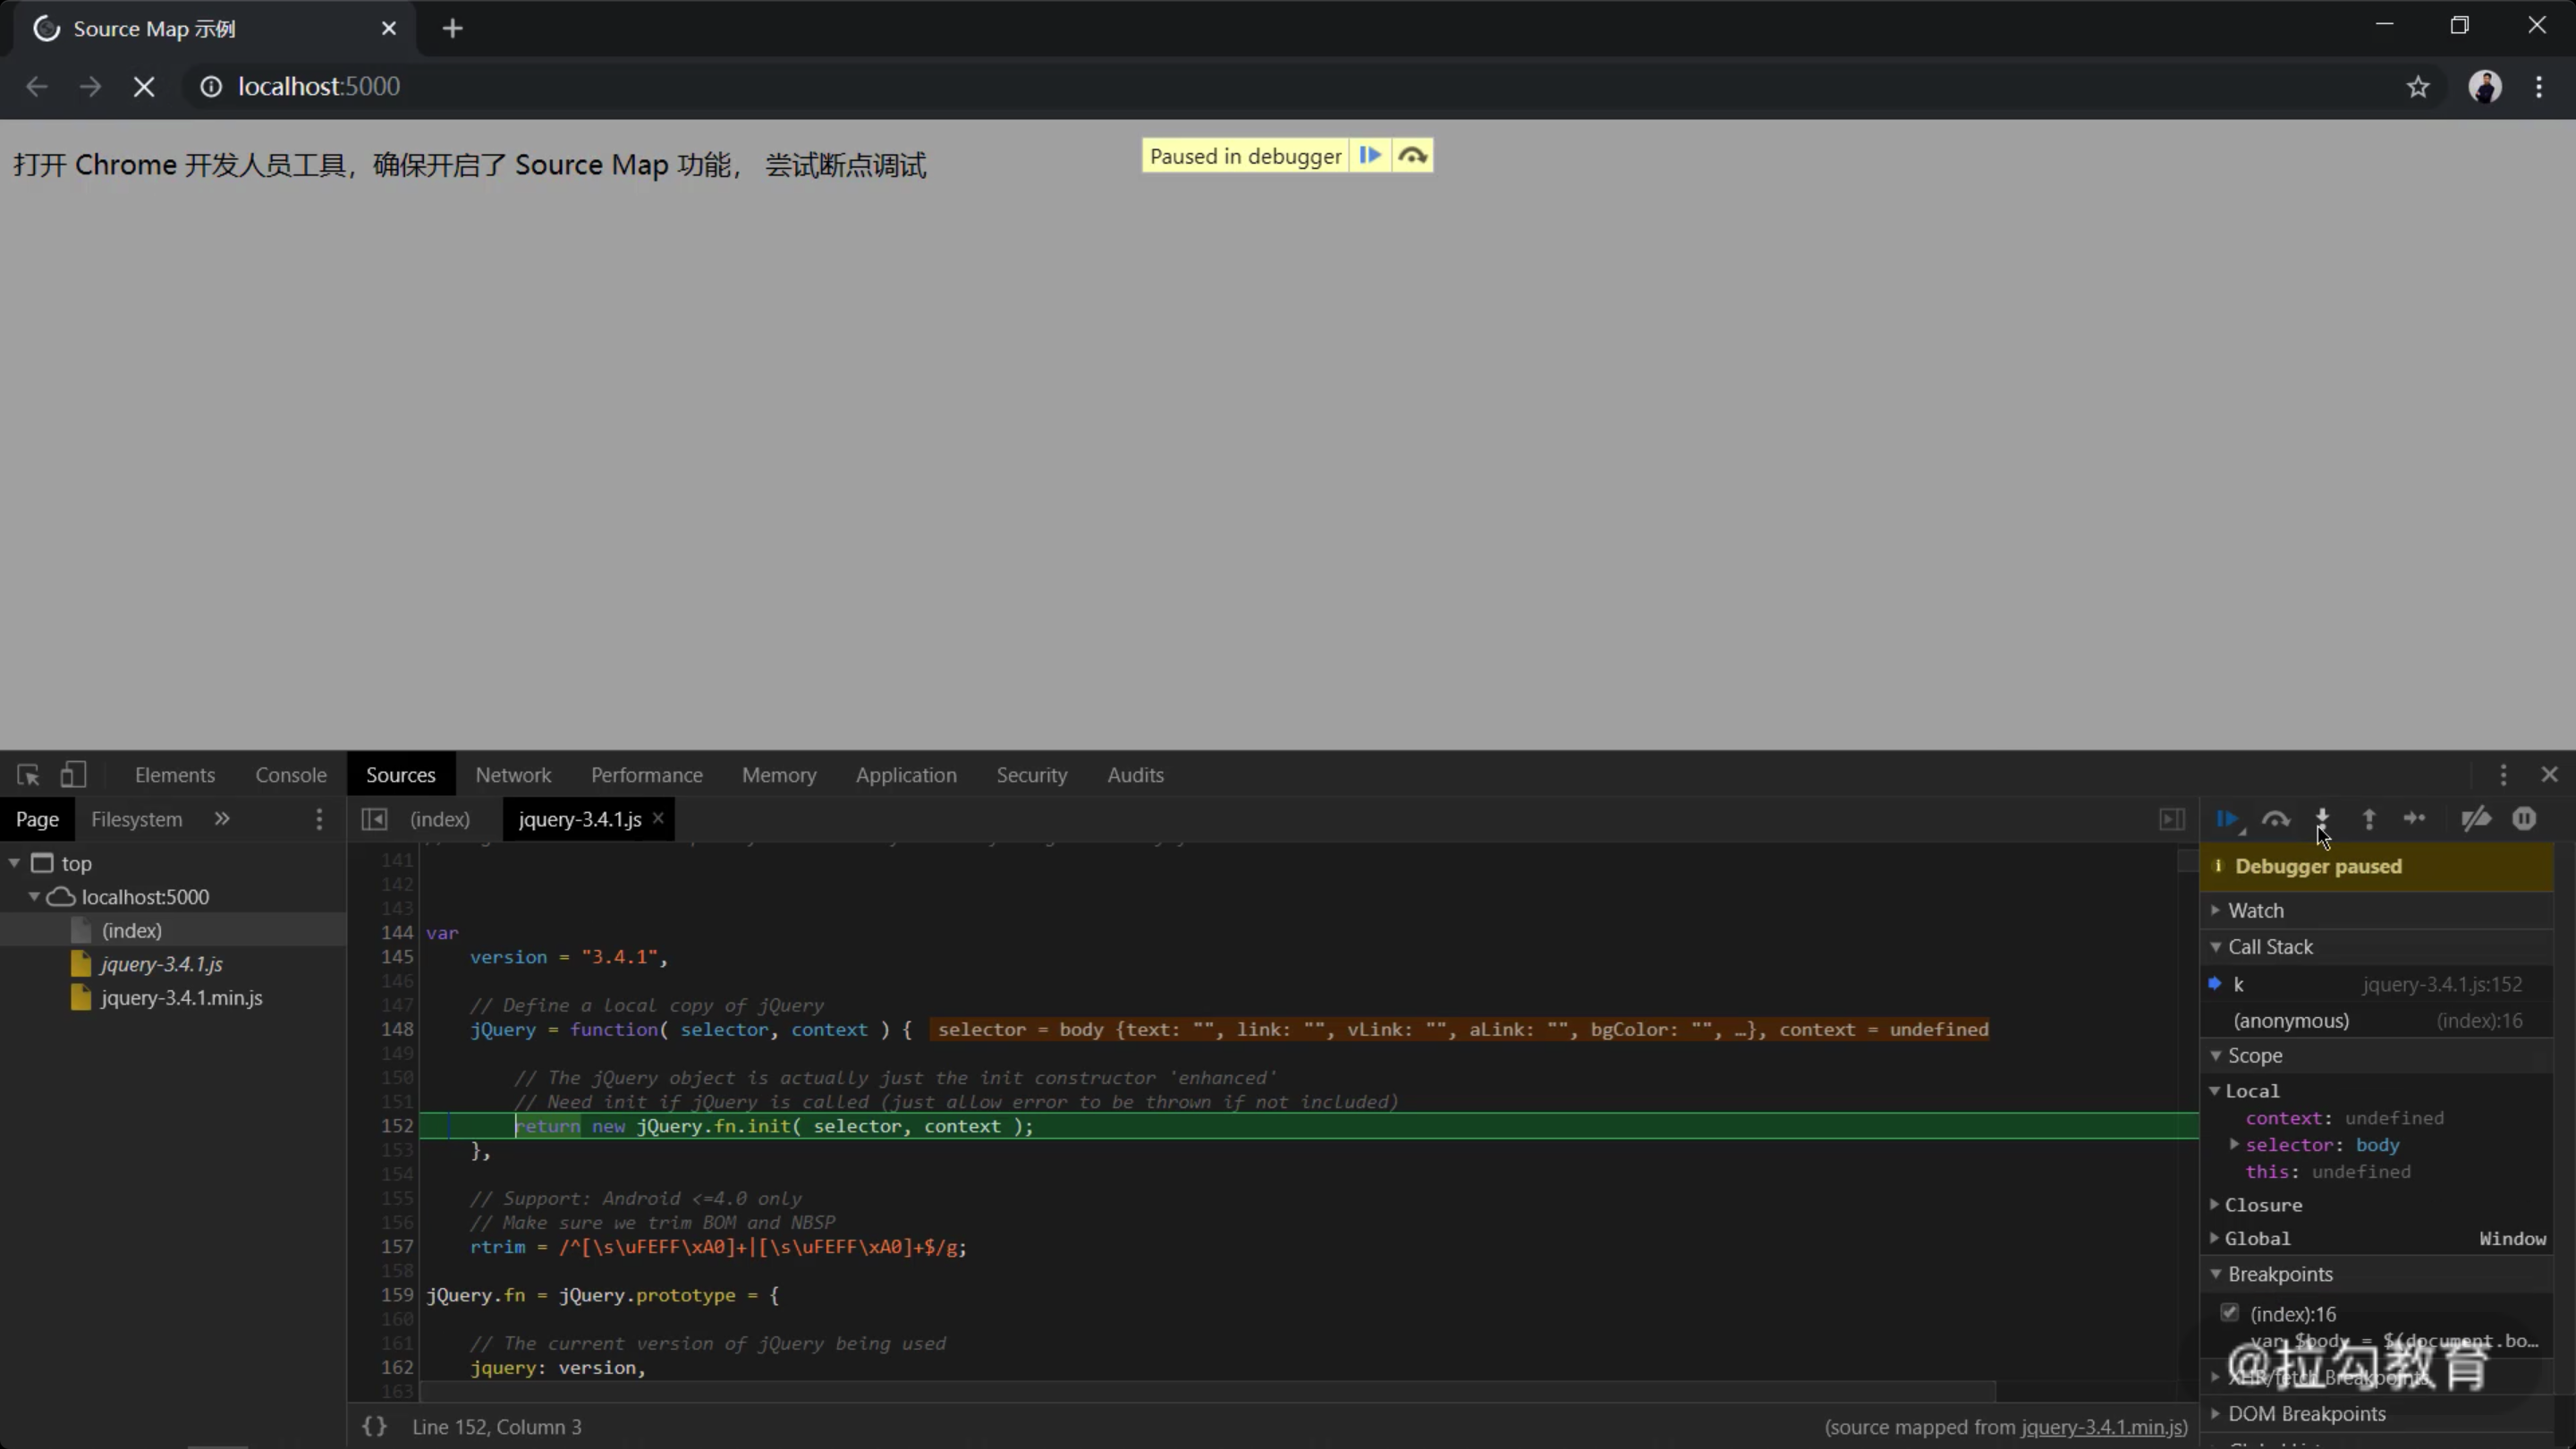 Source Map 示例
localhost:5000
打开 Chrome 开发人员工具，确保开启了 Source Map 功能， 尝试断点调试
Paused in debugger
Elements Console Sources Network Performance Memory Application Security Audits
Page Filesystem » (index) jquery-3.4.1.js ×
top
localhost:5000
(index)
jquery-3.4.1.js
jquery-3.4.1.min.js
141
142
143
144 var
145 version = "3.4.1",
146
147 // Define a local copy of jQuery
148 jQuery = function( selector, context ) { selector = body {text: "", link: "", vLink: "", aLink: "", bgColor: "", …}, context = undefined
149
150 // The jQuery object is actually just the init constructor 'enhanced'
151 // Need init if jQuery is called (just allow error to be thrown if not included)
152 return new jQuery.fn.init( selector, context );
153 },
154
155 // Support: Android <=4.0 only
156 // Make sure we trim BOM and NBSP
157 rtrim = /^[\s\uFEFF\xA0]+|[\s\uFEFF\xA0]+$/g;
158
159 jQuery.fn = jQuery.prototype = {
160
161 // The current version of jQuery being used
162 jquery: version,
163
{} Line 152, Column 3 (source mapped from jquery-3.4.1.min.js)
Debugger paused
Watch
Call Stack
k jquery-3.4.1.js:152
(anonymous) (index):16
Scope
Local
context: undefined
selector: body
this: undefined
Closure
Global Window
Breakpoints
(index):16
var $body = $(document.bo…
@拉勾教育
XHR/fetch Breakpoints
DOM Breakpoints